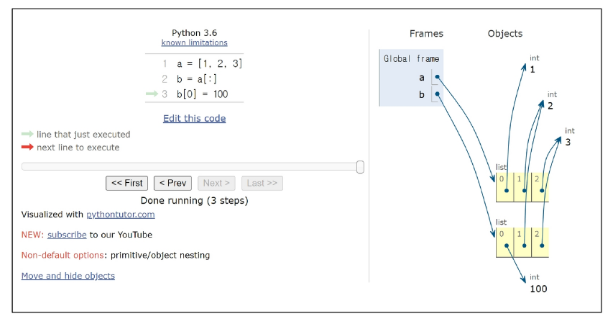 Python 3.6
known limitations
1 a = [1, 2, 3]
2 b = a[:]
3 b[0] = 100
Edit this code
line that just executed
next line to execute
<< First < Prev Next > Last >>
Done running (3 steps)
Visualized with pythontutor.com
NEW: subscribe to our YouTube
Non-default options: primitive/object nesting
Move and hide objects
Frames Objects
Global frame
a
b
int
1
int
2
int
3
list
0 1 2
list
0 1 2
int
100